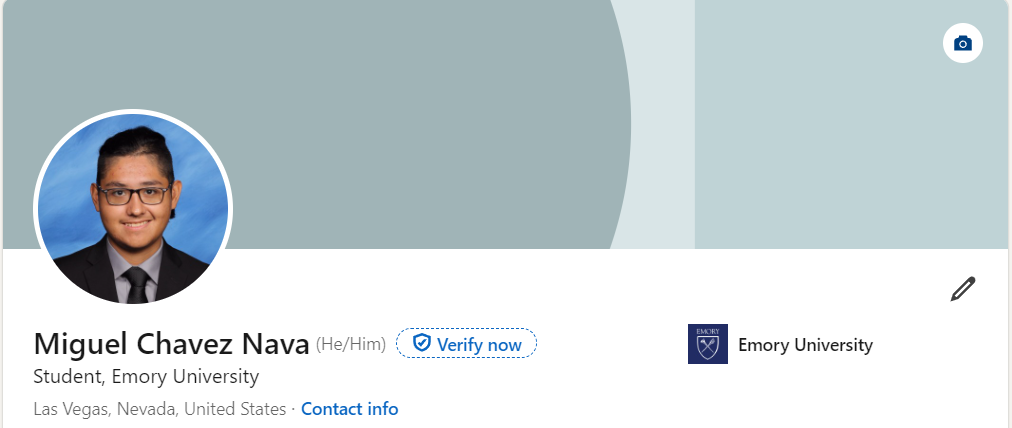 Miguel Chavez Nava (He/Him) Verify now
EMORY
Emory University
Student, Emory University
Las Vegas, Nevada, United States · Contact info